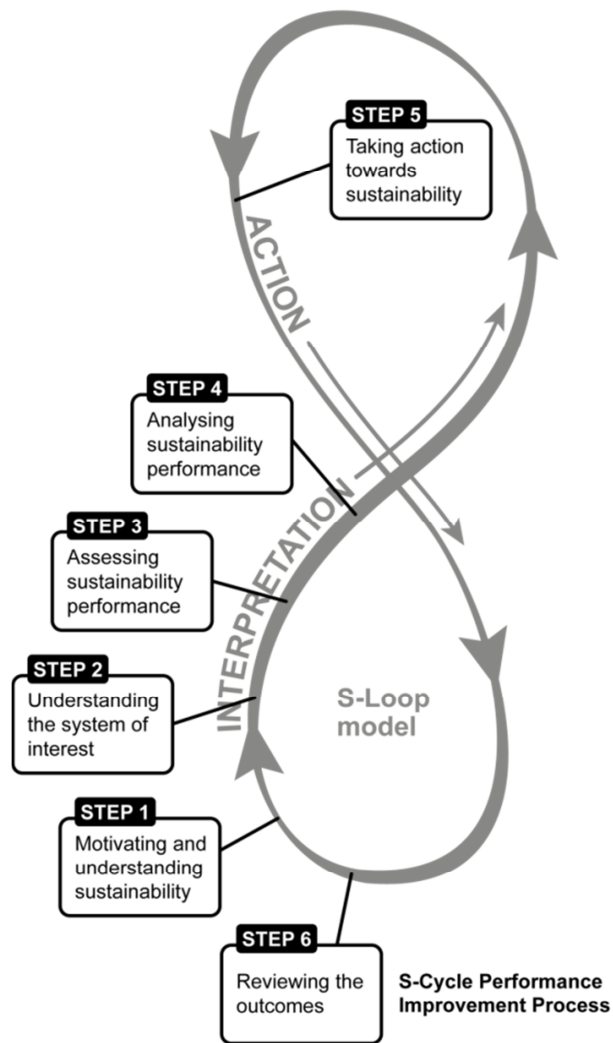 STEP 5
Taking action
towards
sustainability
ACTION
STEP 4
Analysing
sustainability
performance
INTERPRETATION
STEP 3
Assessing
sustainability
performance
STEP 2
Understanding
the system of
interest
S-Loop
model
STEP 1
Motivating and
understanding
sustainability
STEP 6
Reviewing the
outcomes
S-Cycle Performance
Improvement Process